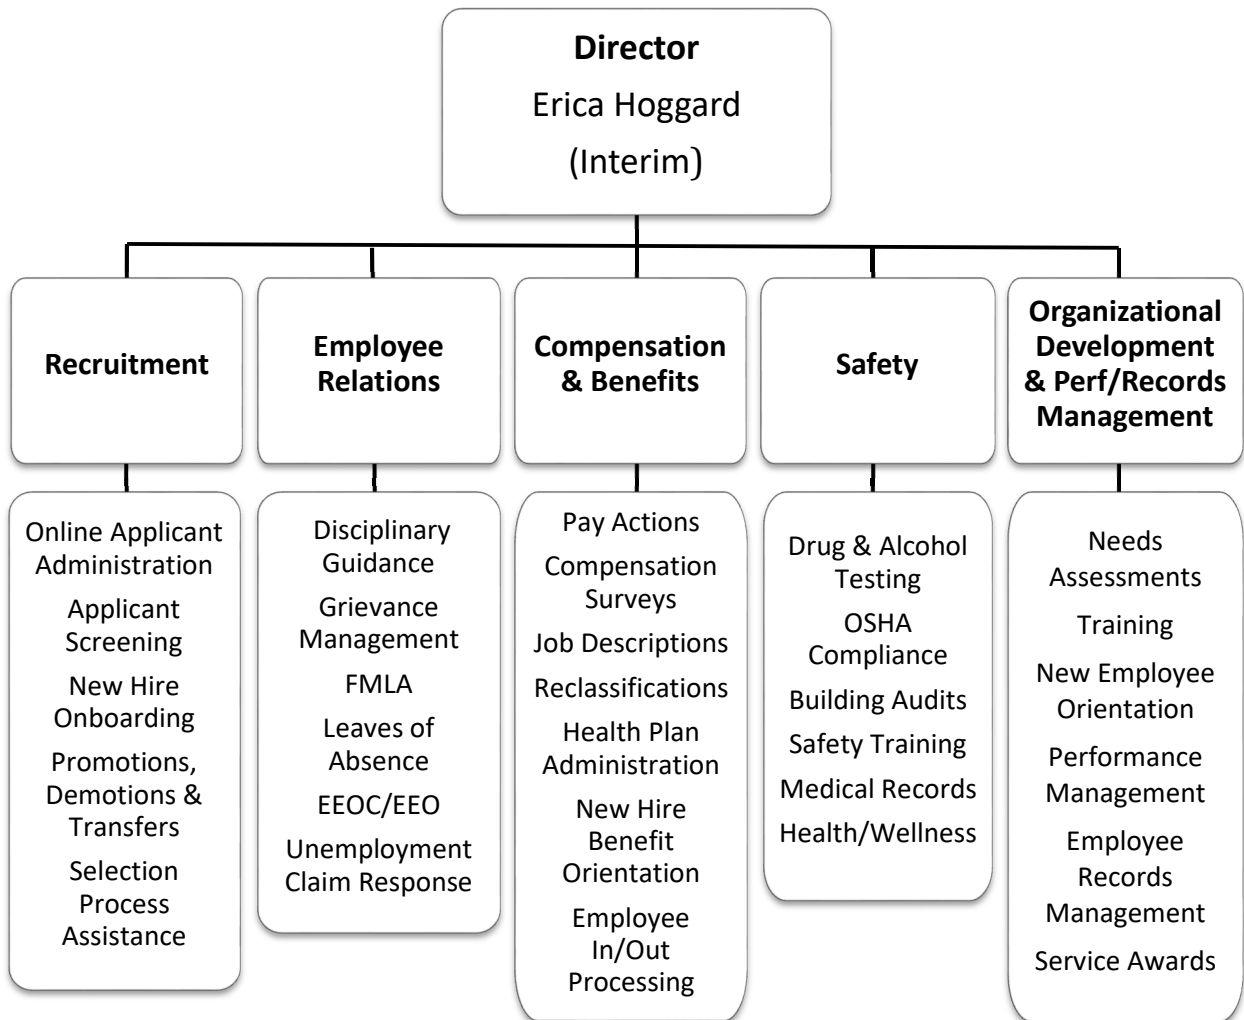 Director
Erica Hoggard
(Interim)
Recruitment
Employee
Relations
Compensation
& Benefits
Safety
Organizational
Development
& Perf/Records
Management
Online Applicant
Administration
Applicant
Screening
New Hire
Onboarding
Promotions,
Demotions &
Transfers
Selection
Process
Assistance
Disciplinary
Guidance
Grievance
Management
FMLA
Leaves of
Absence
EEOC/EEO
Unemployment
Claim Response
Pay Actions
Compensation
Surveys
Job Descriptions
Reclassifications
Health Plan
Administration
New Hire
Benefit
Orientation
Employee
In/Out
Processing
Drug & Alcohol
Testing
OSHA
Compliance
Building Audits
Safety Training
Medical Records
Health/Wellness
Needs
Assessments
Training
New Employee
Orientation
Performance
Management
Employee
Records
Management
Service Awards